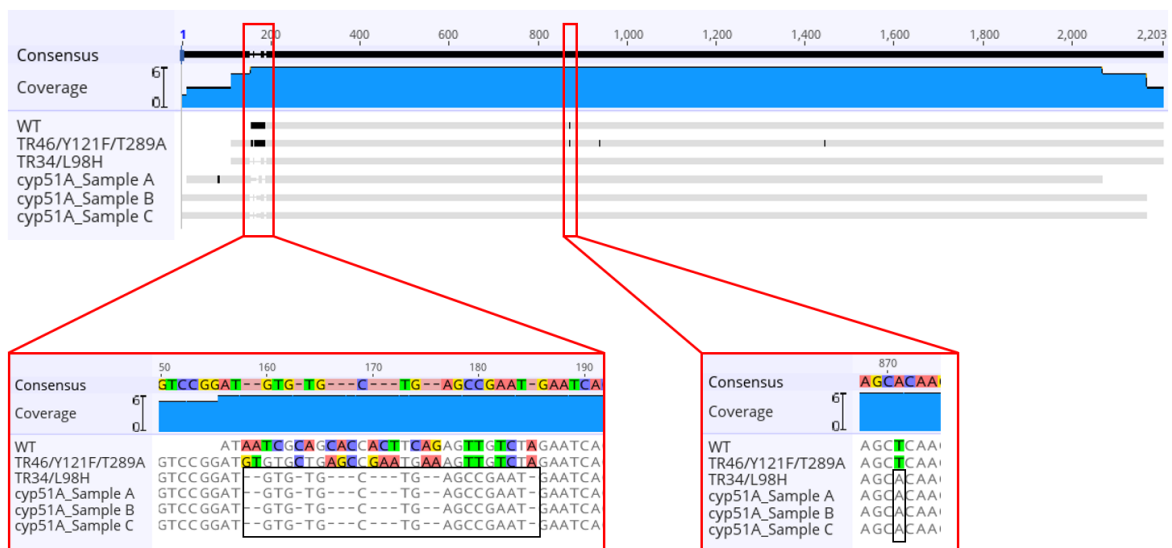 1 200 400 600 800 1,000 1,200 1,400 1,600 1,800 2,000 2,203
Consensus
6
Coverage
0
WT
TR46/Y121F/T289A
TR34/L98H
cyp51A_Sample A
cyp51A_Sample B
cyp51A_Sample C
50 160 170 180 190
Consensus GTCCGGAT--GTG-TG---C---TG--AGCCGAAT-GAATCA
6
Coverage
0
WT ATAATCGCAGCACCACTTCAGAGTTGTCTAGAATCA
TR46/Y121F/T289A GTCCGGATGTGTGCTGAGCCGAATGAAAGTTGTCTAGAATCA
TR34/L98H GTCCGGAT--GTG-TG---C---TG--AGCCGAAT-GAATCA
cyp51A_Sample A GTCCGGAT--GTG-TG---C---TG--AGCCGAAT-GAATCA
cyp51A_Sample B GTCCGGAT--GTG-TG---C---TG--AGCCGAAT-GAATCA
cyp51A_Sample C GTCCGGAT--GTG-TG---C---TG--AGCCGAAT-GAATCA
870
Consensus AGCACAA
6
Coverage
0
WT AGCTCAA
TR46/Y121F/T289A AGCTCAA
TR34/L98H AGCACAA
cyp51A_Sample A AGCACAA
cyp51A_Sample B AGCACAA
cyp51A_Sample C AGCACAA